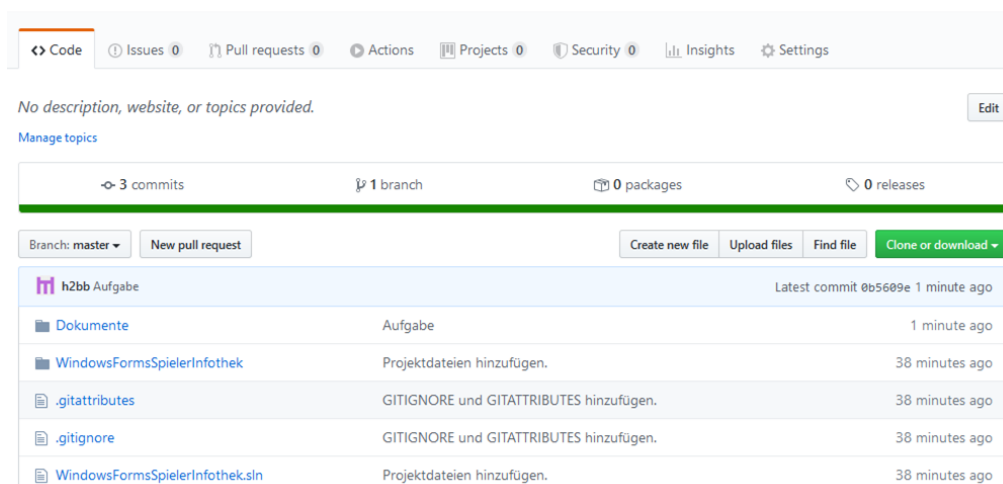 Code Issues 0 Pull requests 0 Actions Projects 0 Security 0 Insights Settings
No description, website, or topics provided. Edit
Manage topics
3 commits 1 branch 0 packages 0 releases
Branch: master New pull request Create new file Upload files Find file Clone or download
h2bb Aufgabe Latest commit 0b5609e 1 minute ago
Dokumente Aufgabe 1 minute ago
WindowsFormsSpielerInfothek Projektdateien hinzufügen. 38 minutes ago
.gitattributes GITIGNORE und GITATTRIBUTES hinzufügen. 38 minutes ago
.gitignore GITIGNORE und GITATTRIBUTES hinzufügen. 38 minutes ago
WindowsFormsSpielerInfothek.sln Projektdateien hinzufügen. 38 minutes ago